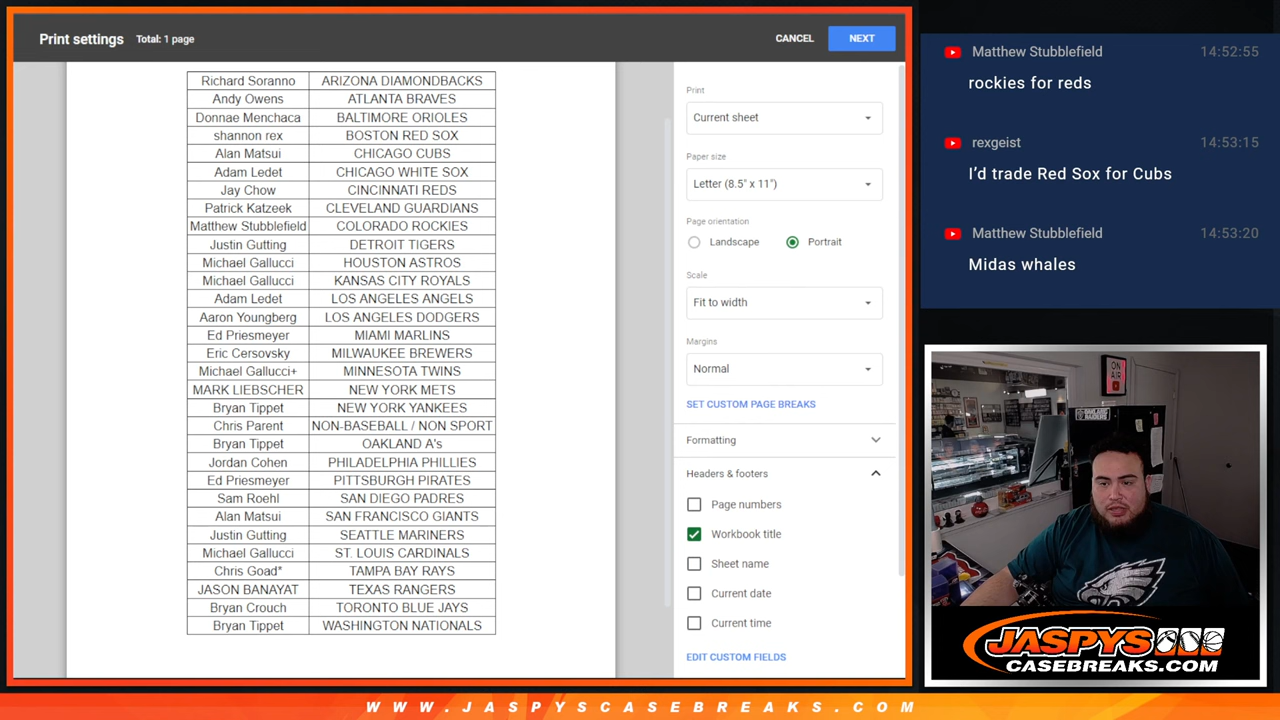 Print settings Total: 1 page CANCEL NEXT
Richard Soranno ARIZONA DIAMONDBACKS
Andy Owens ATLANTA BRAVES
Donnae Menchaca BALTIMORE ORIOLES
shannon rex BOSTON RED SOX
Alan Matsui CHICAGO CUBS
Adam Ledet CHICAGO WHITE SOX
Jay Chow CINCINNATI REDS
Patrick Katzeek CLEVELAND GUARDIANS
Matthew Stubblefield COLORADO ROCKIES
Justin Gutting DETROIT TIGERS
Michael Gallucci HOUSTON ASTROS
Michael Gallucci KANSAS CITY ROYALS
Adam Ledet LOS ANGELES ANGELS
Aaron Youngberg LOS ANGELES DODGERS
Ed Priesmeyer MIAMI MARLINS
Eric Cersovsky MILWAUKEE BREWERS
Michael Gallucci+ MINNESOTA TWINS
MARK LIEBSCHER NEW YORK METS
Bryan Tippet NEW YORK YANKEES
Chris Parent NON-BASEBALL / NON SPORT
Bryan Tippet OAKLAND A's
Jordan Cohen PHILADELPHIA PHILLIES
Ed Priesmeyer PITTSBURGH PIRATES
Sam Roehl SAN DIEGO PADRES
Alan Matsui SAN FRANCISCO GIANTS
Justin Gutting SEATTLE MARINERS
Michael Gallucci ST. LOUIS CARDINALS
Chris Goad* TAMPA BAY RAYS
JASON BANAYAT TEXAS RANGERS
Bryan Crouch TORONTO BLUE JAYS
Bryan Tippet WASHINGTON NATIONALS
Print
Current sheet
Paper size
Letter (8.5" x 11")
Page orientation
Landscape Portrait
Scale
Fit to width
Margins
Normal
SET CUSTOM PAGE BREAKS
Formatting
Headers & footers
Page numbers
Workbook title
Sheet name
Current date
Current time
EDIT CUSTOM FIELDS
Matthew Stubblefield 14:52:55
rockies for reds
rexgeist 14:53:15
I'd trade Red Sox for Cubs
Matthew Stubblefield 14:53:20
Midas whales
ON
AIR
JASPYS
CASEBREAKS.COM
WWW.JASPYSCASEBREAKS.COM